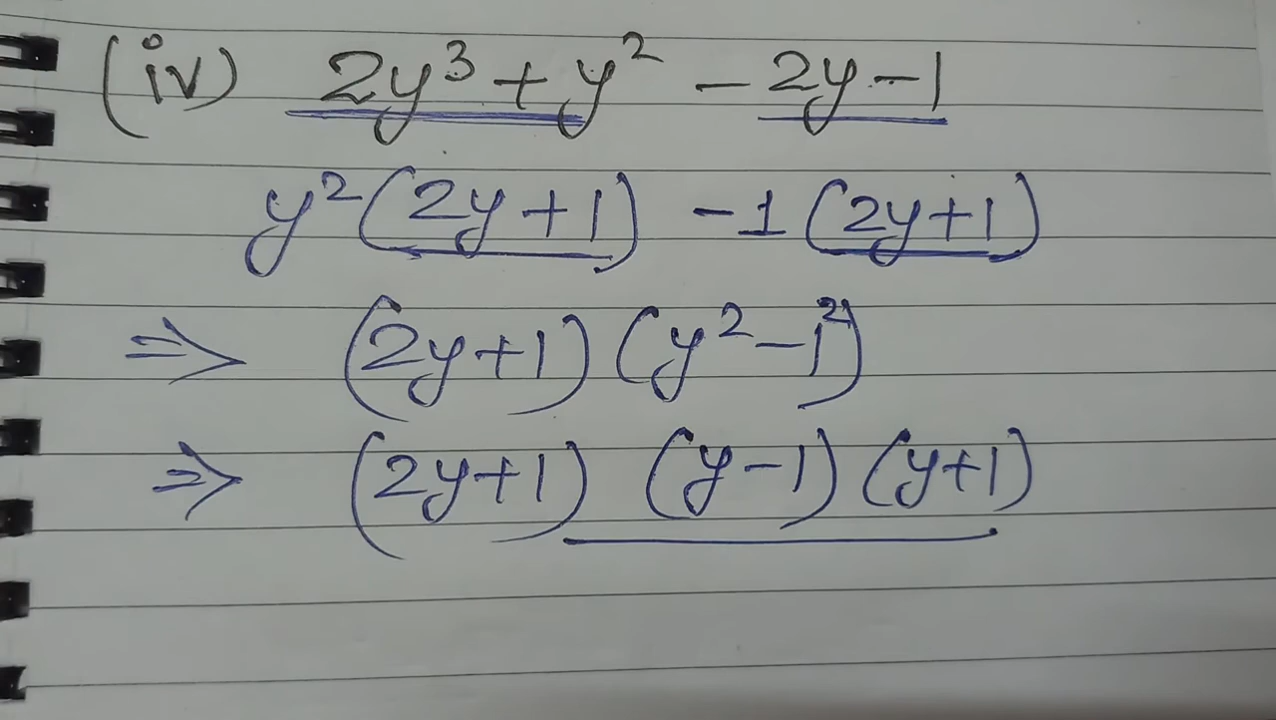 (iv) 2y³ + y² - 2y - 1
y²(2y+1) - 1(2y+1)
⇒ (2y+1)(y² - 1²)
⇒ (2y+1) (y-1)(y+1)